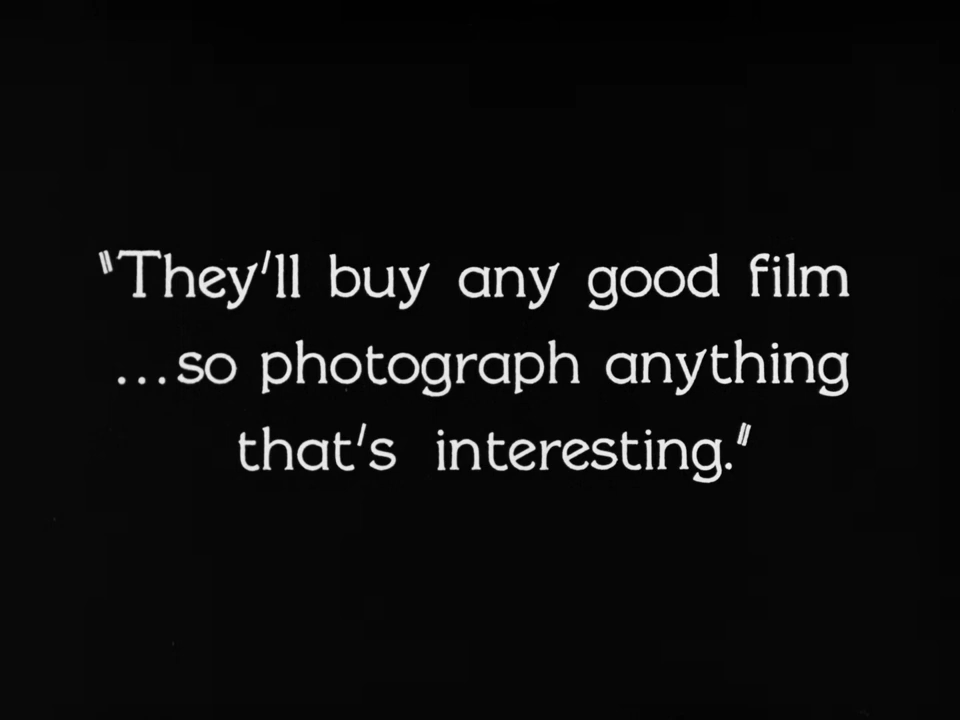 "They'll buy any good film
...so photograph anything
that's interesting."